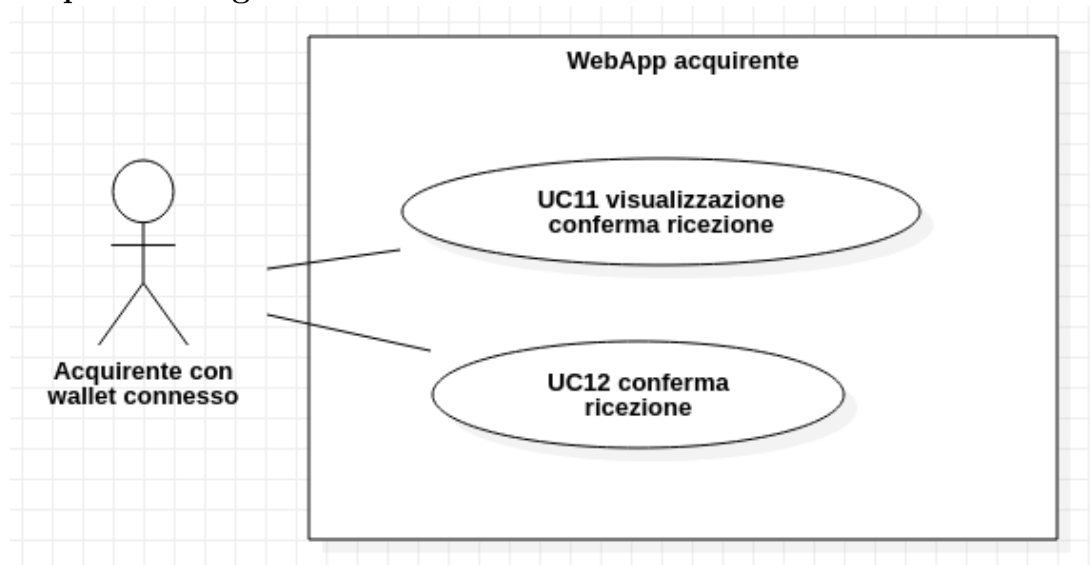 WebApp acquirente
UC11 visualizzazione
conferma ricezione
UC12 conferma
ricezione
Acquirente con
wallet connesso